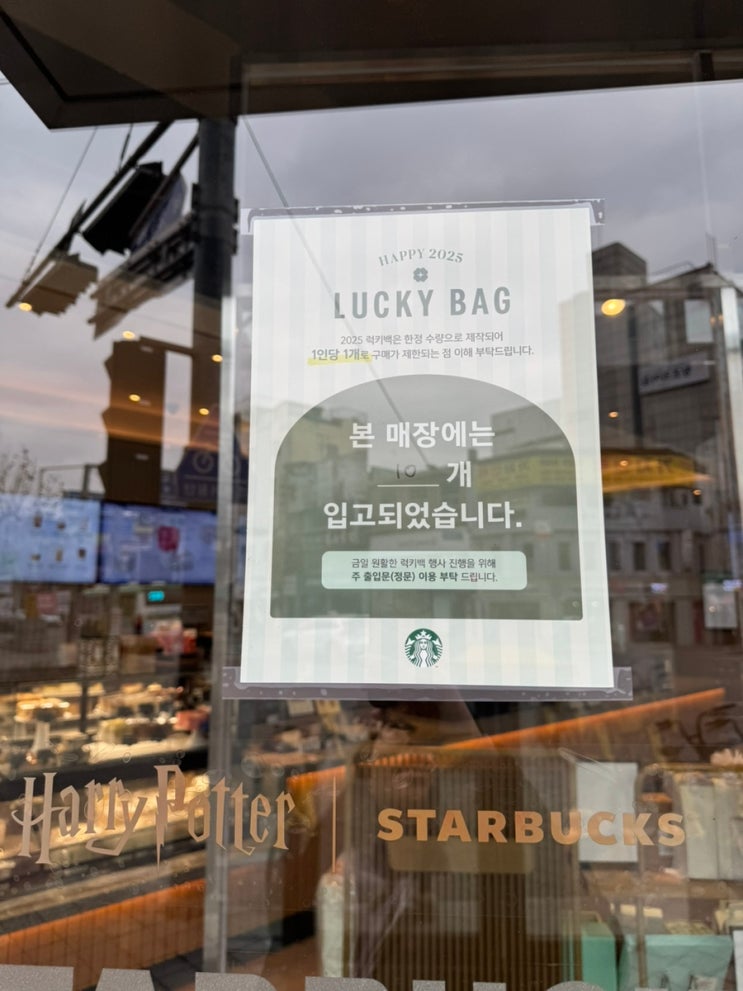 HAPPY 2025
LUCKY BAG
2025 럭키백은 한정 수량으로 제작되어
1인당 1개로 구매가 제한되는 점 이해 부탁드립니다.
본 매장에는
10 개
입고되었습니다.
금일 원활한 럭키백 행사 진행을 위해
주 출입문(정문) 이용 부탁 드립니다.
Harry Potter
STARBUCKS